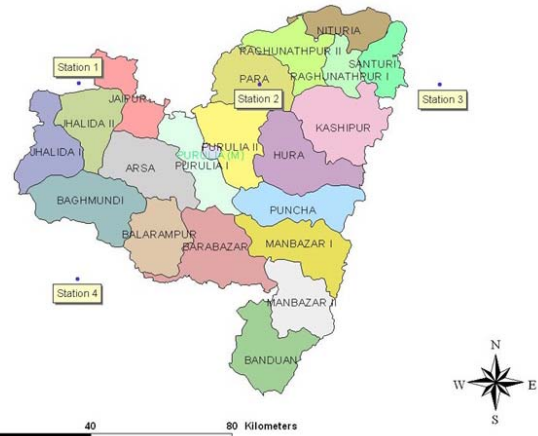 NITURIA
RAGHUNATHPUR II
SANTURI
Station 1
PARA
RAGHUNATHPUR I
JAIPUR
Station 2
Station 3
JHALIDA II
KASHIPUR
JHALIDA I
PURULIA II
HURA
PURULIA (M)
PURULIA I
ARSA
BAGHMUNDI
PUNCHA
BALARAMPUR
BARABAZAR
MANBAZAR I
Station 4
MANBAZAR II
BANDUAN
N
W
E
S
40
80 Kilometers